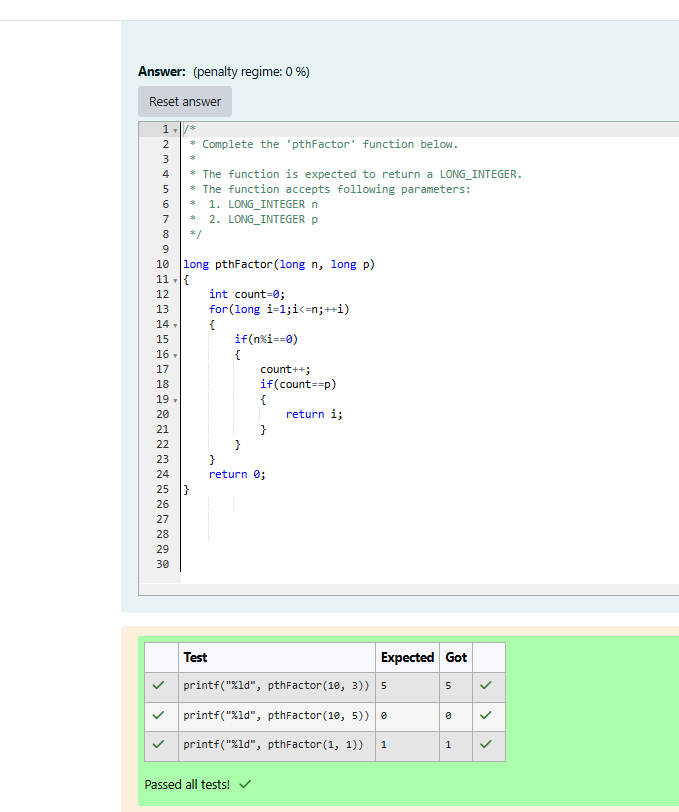 Answer: (penalty regime: 0 %)
Reset answer
1 /*
2 * Complete the 'pthFactor' function below.
3 *
4 * The function is expected to return a LONG_INTEGER.
5 * The function accepts following parameters:
6 * 1. LONG_INTEGER n
7 * 2. LONG_INTEGER p
8 */
9
10 long pthFactor(long n, long p)
11 {
12 int count=0;
13 for(long i=1;i<=n;++i)
14 {
15 if(n%i==0)
16 {
17 count++;
18 if(count==p)
19 {
20 return i;
21 }
22 }
23 }
24 return 0;
25 }
26
27
28
29
30
Test Expected Got
printf("%ld", pthFactor(10, 3)) 5 5
printf("%ld", pthFactor(10, 5)) 0 0
printf("%ld", pthFactor(1, 1)) 1 1
Passed all tests!